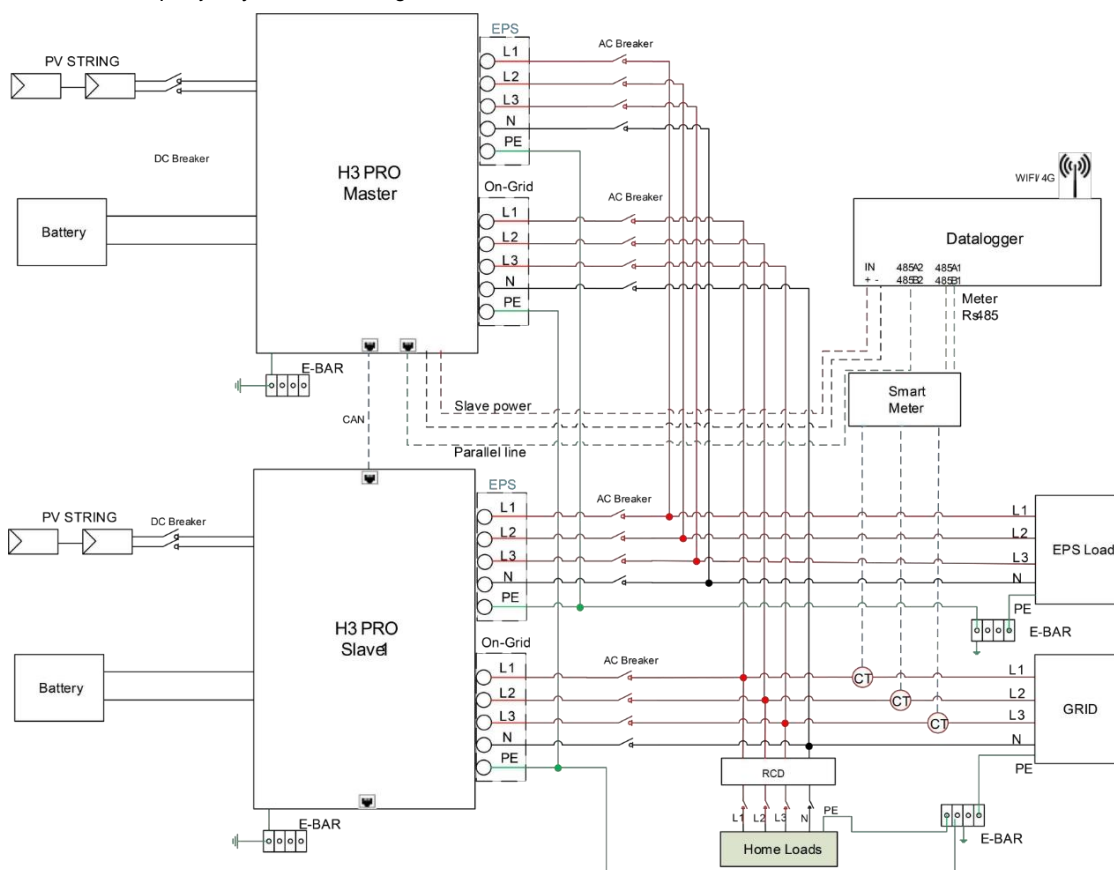 EPS
L1
L2
L3
N
PE
AC Breaker
PV STRING
DC Breaker
H3 PRO
Master
Battery
On-Grid
L1
L2
L3
N
PE
AC Breaker
WIFI/ 4G
Datalogger
IN
+ -
485A2
485B2
485A1
485B1
Meter
Rs485
E-BAR
CAN
Slave power
Parallel line
Smart
Meter
EPS
L1
L2
L3
N
PE
AC Breaker
PV STRING
DC Breaker
H3 PRO
Slave1
Battery
On-Grid
L1
L2
L3
N
PE
AC Breaker
L1
L2
L3
N
PE
EPS Load
E-BAR
CT
CT
CT
L1
L2
L3
N
PE
GRID
RCD
L1
L2
L3
N
PE
Home Loads
E-BAR
E-BAR